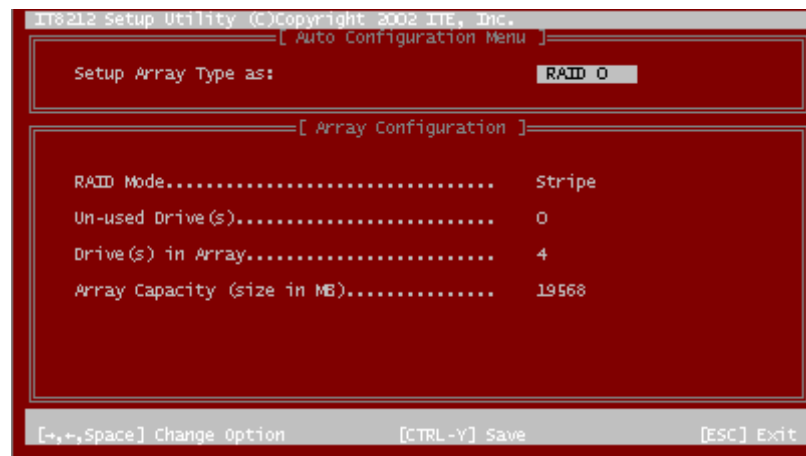 IT8212 Setup Utility (C)Copyright 2002 ITE, Inc.
[ Auto Configuration Menu ]
Setup Array Type as: RAID 0
[ Array Configuration ]
RAID Mode................................. Stripe
Un-used Drive(s).......................... 0
Drive(s) in Array......................... 4
Array Capacity (size in MB)............... 19568
[→,←,Space] Change Option [CTRL-Y] Save [ESC] Exit